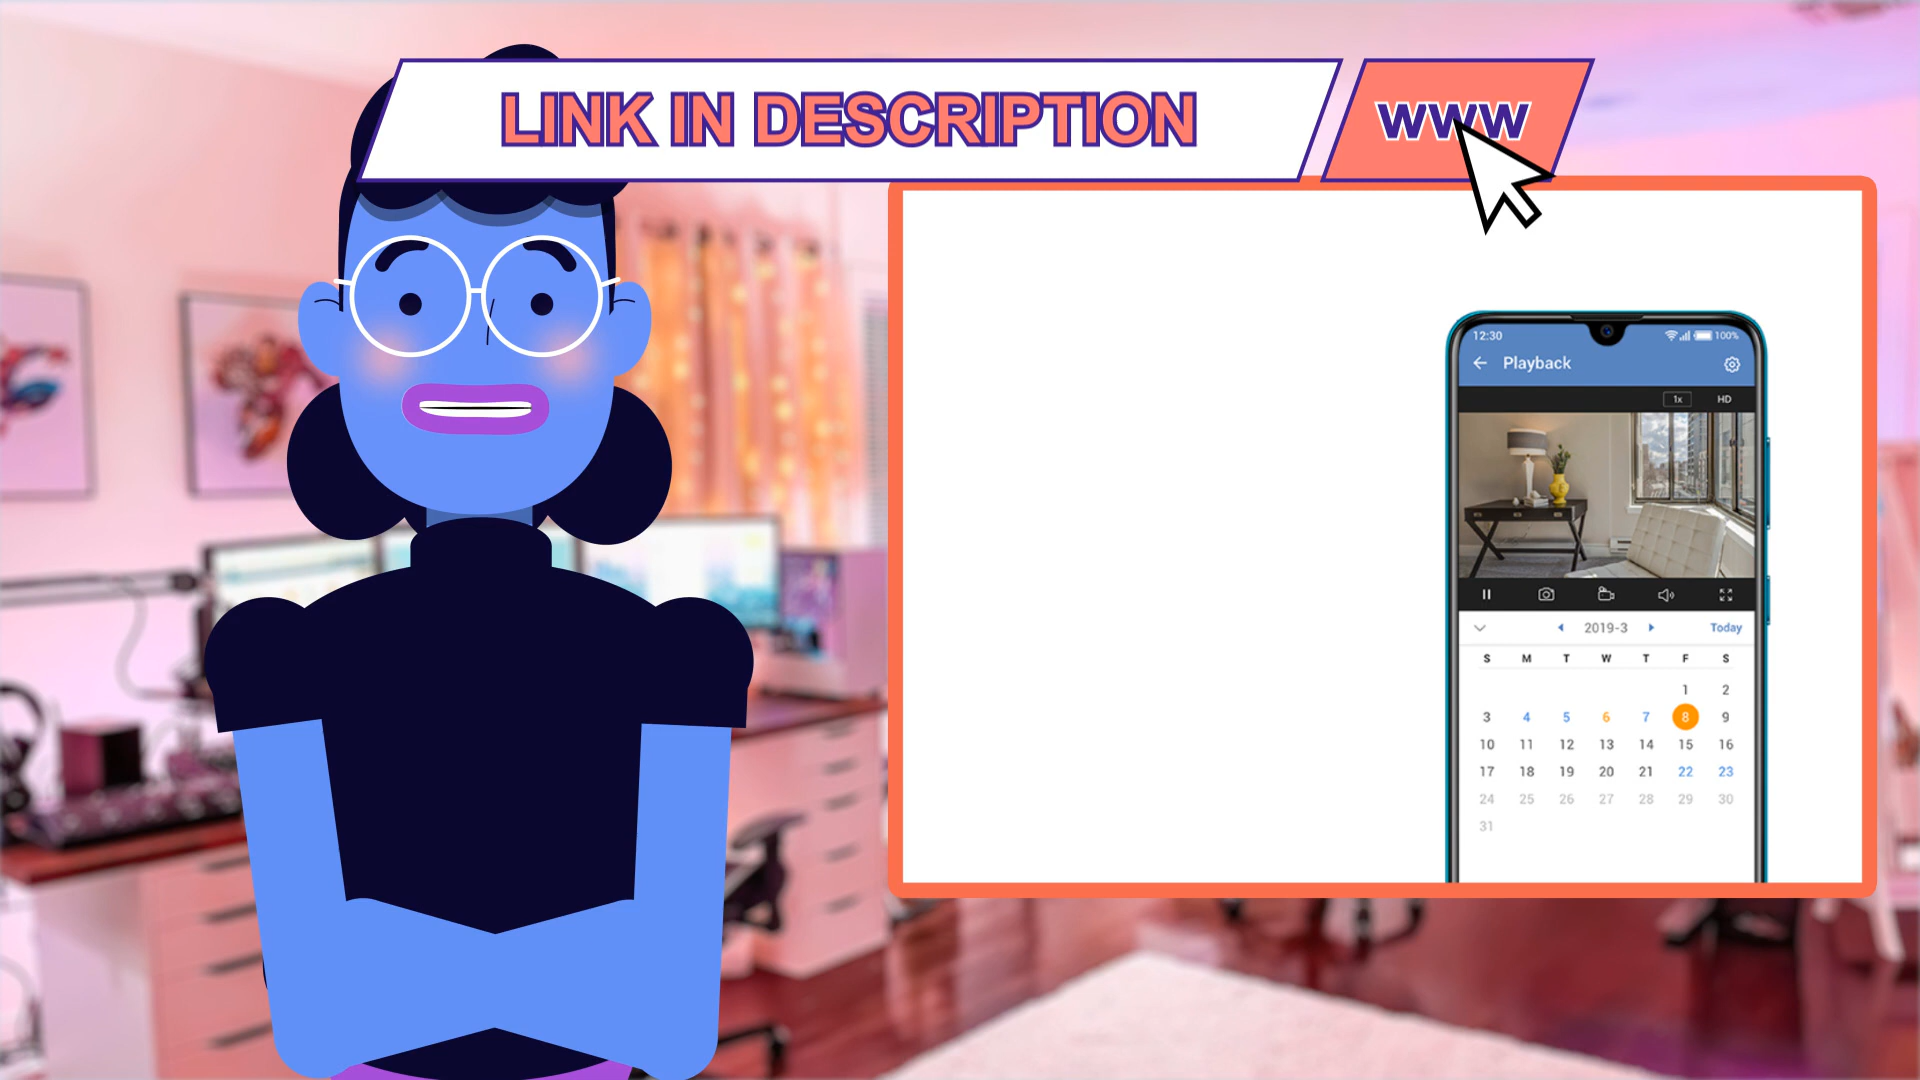 LINK IN DESCRIPTION
WWW
12:30 100%
Playback
1x HD
2019-3 Today
S M T W T F S
1 2
3 4 5 6 7 8 9
10 11 12 13 14 15 16
17 18 19 20 21 22 23
24 25 26 27 28 29 30
31